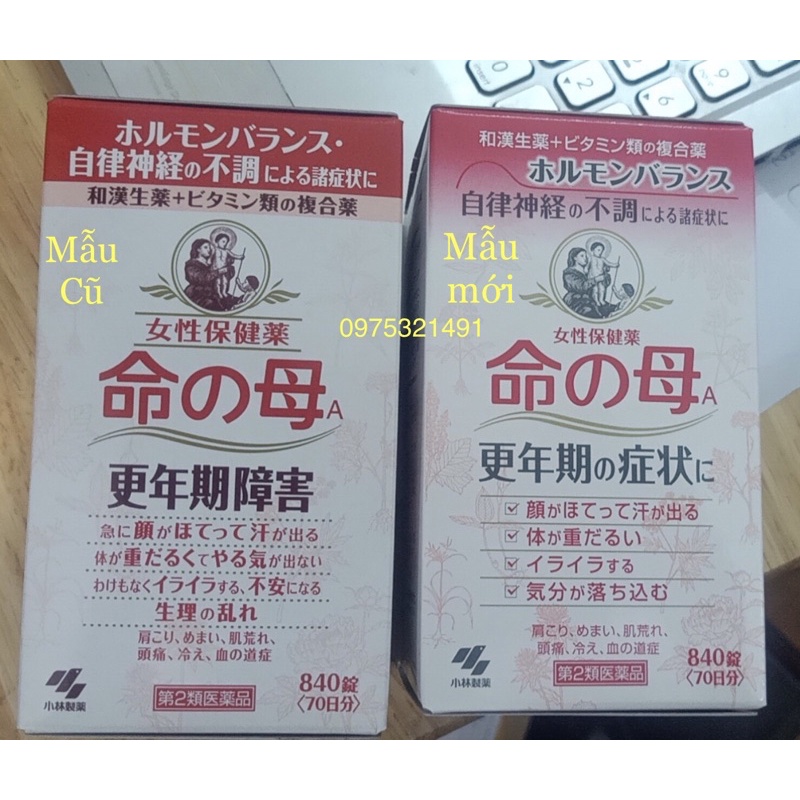 ホルモンバランス・
自律神経の不調による諸症状に
和漢生薬+ビタミン類の複合薬
Mẫu
Cũ
女性保健薬
命の母A
更年期障害
急に顔がほてって汗が出る
体が重だるくてやる気が出ない
わけもなくイライラする、不安になる
生理の乱れ
肩こり、めまい、肌荒れ、
頭痛、冷え、血の道症
小林製薬
第2類医薬品
840錠
〈70日分〉
和漢生薬+ビタミン類の複合薬
ホルモンバランス
自律神経の不調による諸症状に
Mẫu
mới
0975321491
女性保健薬
命の母A
更年期の症状に
顔がほてって汗が出る
体が重だるい
イライラする
気分が落ち込む
肩こり、めまい、肌荒れ、
頭痛、冷え、血の道症
小林製薬
第2類医薬品
840錠
〈70日分〉
insert
0
2
3
6
9